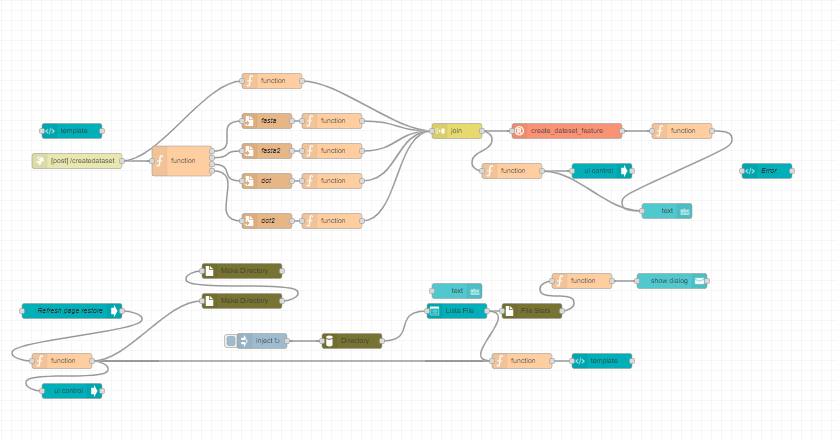 function
fasta
function
join
create_dateset_feature
function
template
fasta2
function
[post] /createdataset
function
function
ui control
Error
dot
function
text
dot2
function
Make Directory
function
show dialog
text
Make Directory
Refresh page restore
Liste File
File Stats
inject
Directory
function
function
template
ui control